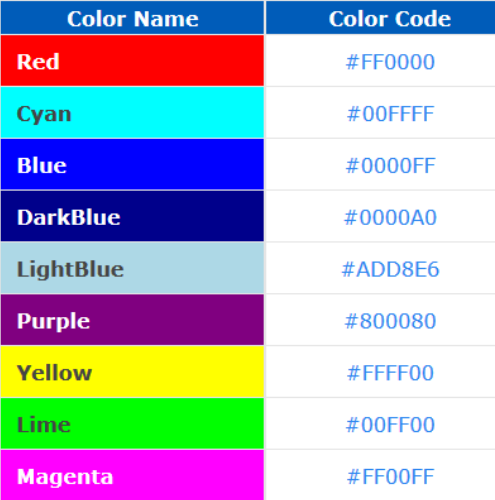 Color Name Color Code
Red #FF0000
Cyan #00FFFF
Blue #0000FF
DarkBlue #0000A0
LightBlue #ADD8E6
Purple #800080
Yellow #FFFF00
Lime #00FF00
Magenta #FF00FF